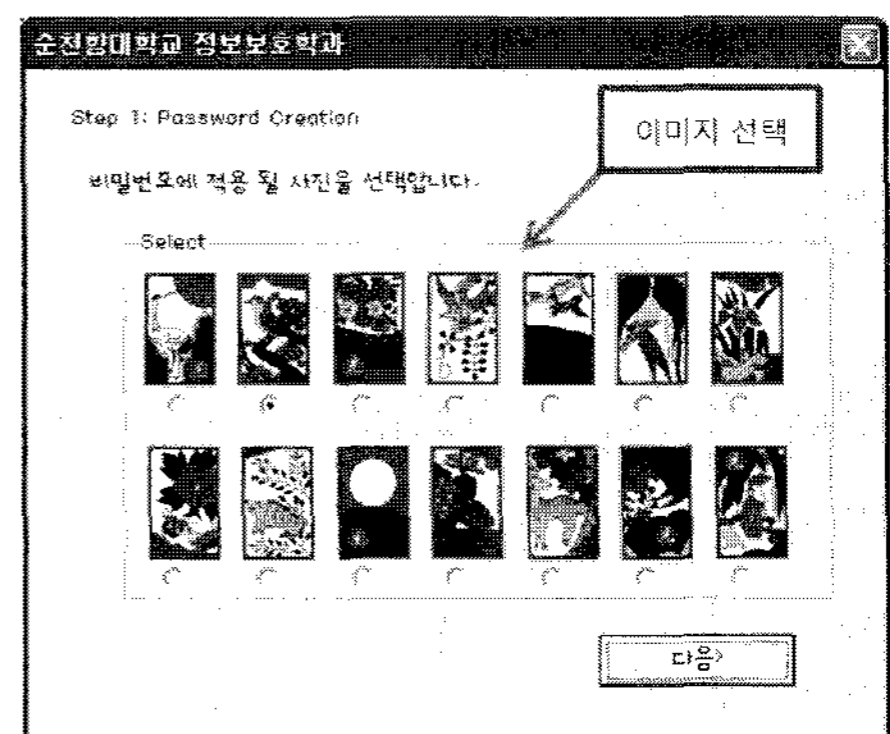 순천향대학교 정보보호학과
Step 1: Password Creation
이미지 선택
비밀번호에 적용 될 사진을 선택합니다.
Select
다음>